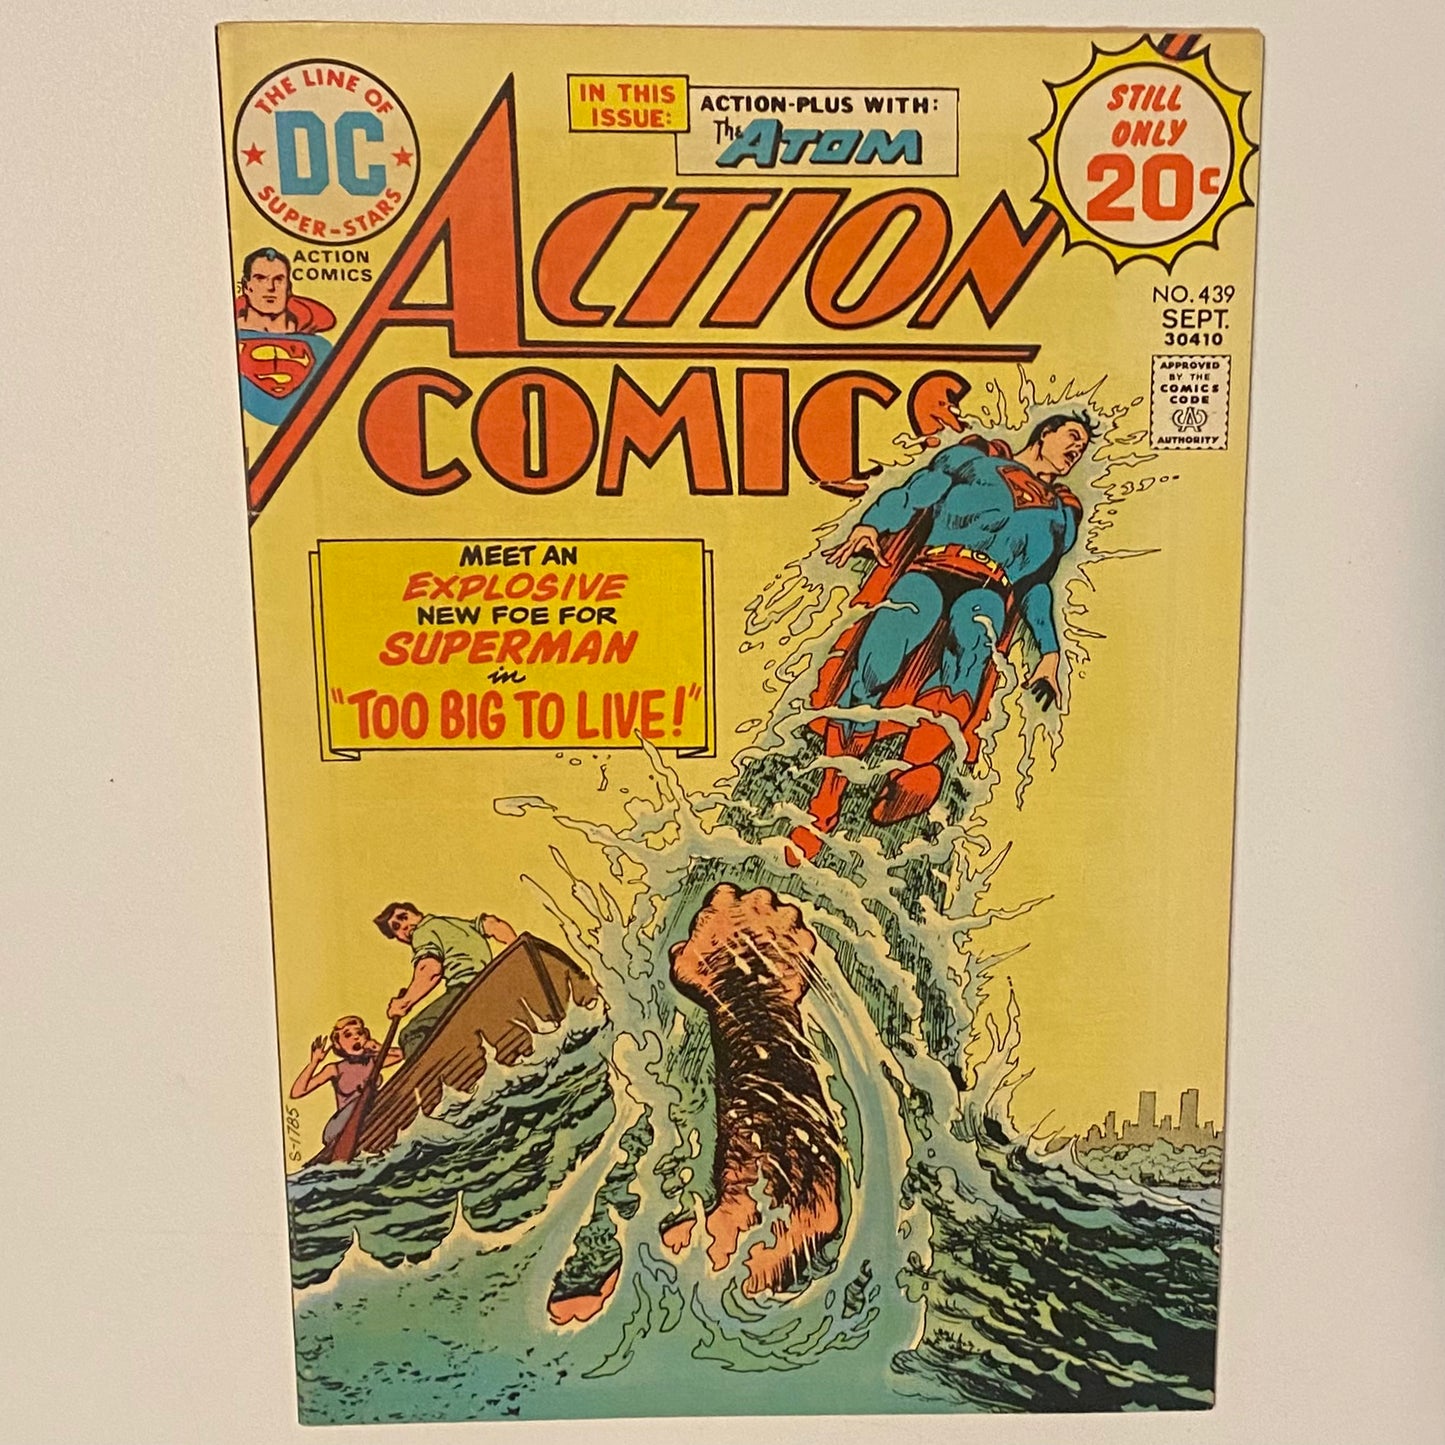 THE LINE OF
DC
SUPER-STARS
ACTION
COMICS
IN THIS
ISSUE:
ACTION-PLUS WITH:
The ATOM
STILL
ONLY
20¢
ACTION
COMICS
NO. 439
SEPT.
30410
APPROVED
BY THE
COMICS
CODE
CA
AUTHORITY
MEET AN
EXPLOSIVE
NEW FOE FOR
SUPERMAN
in
"TOO BIG TO LIVE!"
S-1785